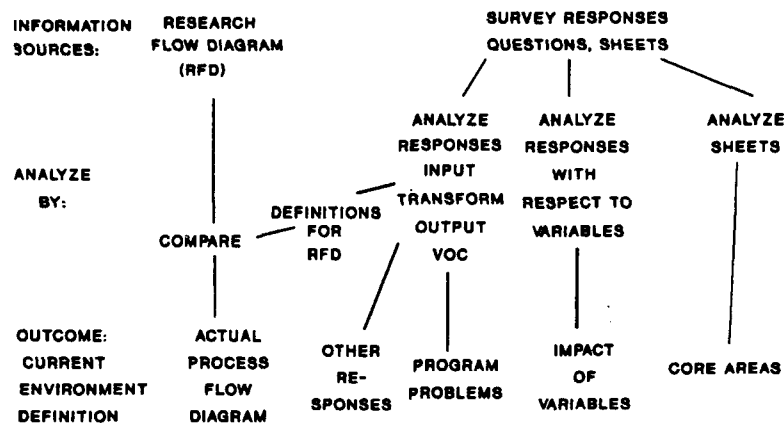 INFORMATION
SOURCES:
RESEARCH
FLOW DIAGRAM
(RFD)
SURVEY RESPONSES
QUESTIONS, SHEETS
ANALYZE
BY:
COMPARE
DEFINITIONS
FOR
RFD
ANALYZE
RESPONSES
INPUT
TRANSFORM
OUTPUT
VOC
ANALYZE
RESPONSES
WITH
RESPECT TO
VARIABLES
ANALYZE
SHEETS
OUTCOME:
CURRENT
ENVIRONMENT
DEFINITION
ACTUAL
PROCESS
FLOW
DIAGRAM
OTHER
RE-
SPONSES
PROGRAM
PROBLEMS
IMPACT
OF
VARIABLES
CORE AREAS